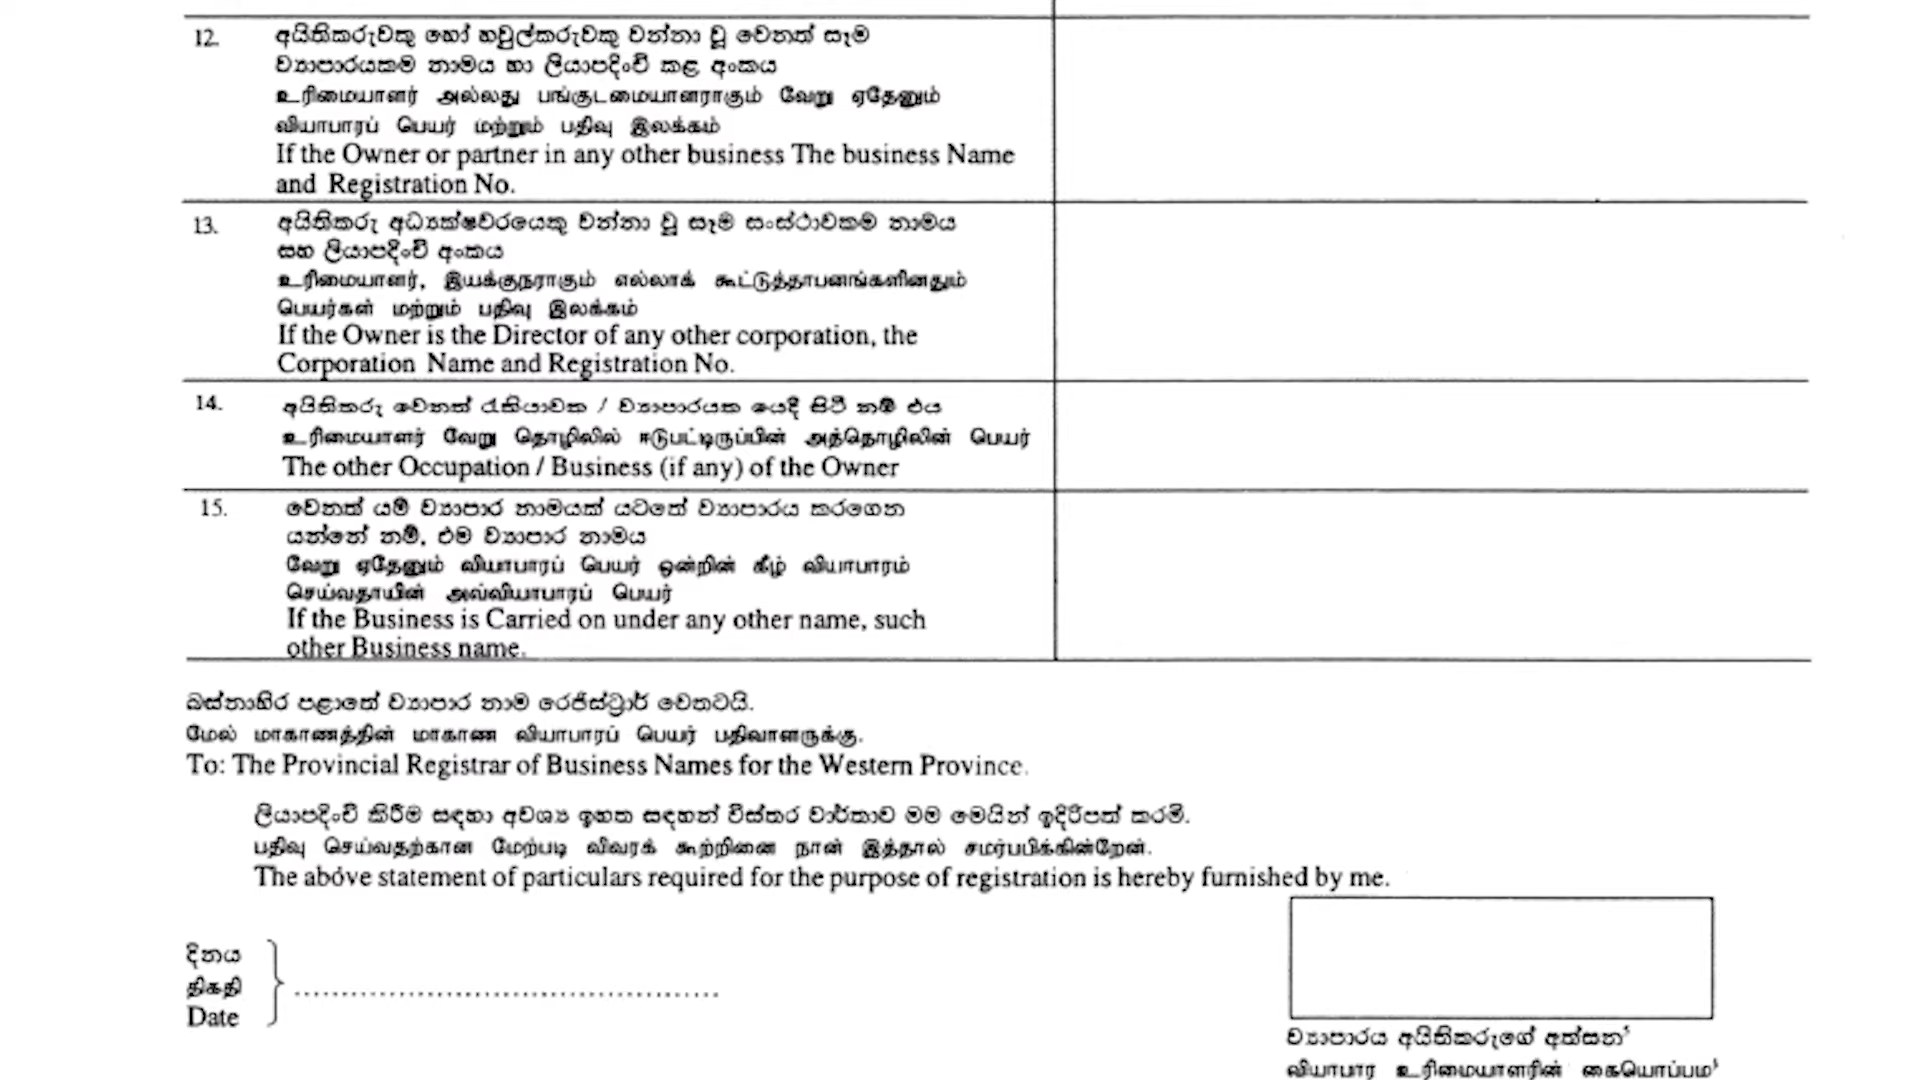 12. අයිතිකරුවකු හෝ හවුල්කරුවකු වන්නා වූ වෙනත් සෑම
ව්‍යාපාරයකම නාමය හා ලියාපදිංචි කළ අංකය
உரிமையாளர் அல்லது பங்குடமையாளராகும் வேறு ஏதேனும்
வியாபாரப் பெயர் மற்றும் பதிவு இலக்கம்
If the Owner or partner in any other business The business Name
and Registration No.
13. අයිතිකරු අධ්‍යක්ෂවරයෙකු වන්නා වූ සෑම සංස්ථාවකම නාමය
සහ ලියාපදිංචි අංකය
உரிமையாளர், இயக்குநராகும் எல்லாக் கூட்டுத்தாபனங்களினதும்
பெயர்கள் மற்றும் பதிவு இலக்கம்
If the Owner is the Director of any other corporation, the
Corporation Name and Registration No.
14. අයිතිකරු වෙනත් රැකියාවක / ව්‍යාපාරයක යෙදී සිටී නම් එය
உரிமையாளர் வேறு தொழிலில் ஈடுபட்டிருப்பின் அத்தொழிலின் பெயர்
The other Occupation / Business (if any) of the Owner
15. වෙනත් යම් ව්‍යාපාර නාමයක් යටතේ ව්‍යාපාරය කරගෙන
යන්නේ නම්, එම ව්‍යාපාර නාමය
வேறு ஏதேனும் வியாபாரப் பெயர் ஒன்றின் கீழ் வியாபாரம்
செய்வதாயின் அவ்வியாபாரப் பெயர்
If the Business is Carried on under any other name, such
other Business name.
බස්නාහිර පළාතේ ව්‍යාපාර නාම රෙජිස්ට්‍රාර් වෙතටයි.
மேல் மாகாணத்தின் மாகாண வியாபாரப் பெயர் பதிவாளருக்கு.
To: The Provincial Registrar of Business Names for the Western Province.
ලියාපදිංචි කිරීම සඳහා අවශ්‍ය ඉහත සඳහන් විස්තර වාර්තාව මම මෙයින් ඉදිරිපත් කරමි.
பதிவு செய்வதற்கான மேற்படி விவரக் கூற்றினை நான் இத்தால் சமர்பபிக்கின்றேன்.
The above statement of particulars required for the purpose of registration is hereby furnished by me.
දිනය
திகதி
Date
ව්‍යාපාරය අයිතිකරුගේ අත්සන
வியாபார உரிமையாளரின் கையொப்பம